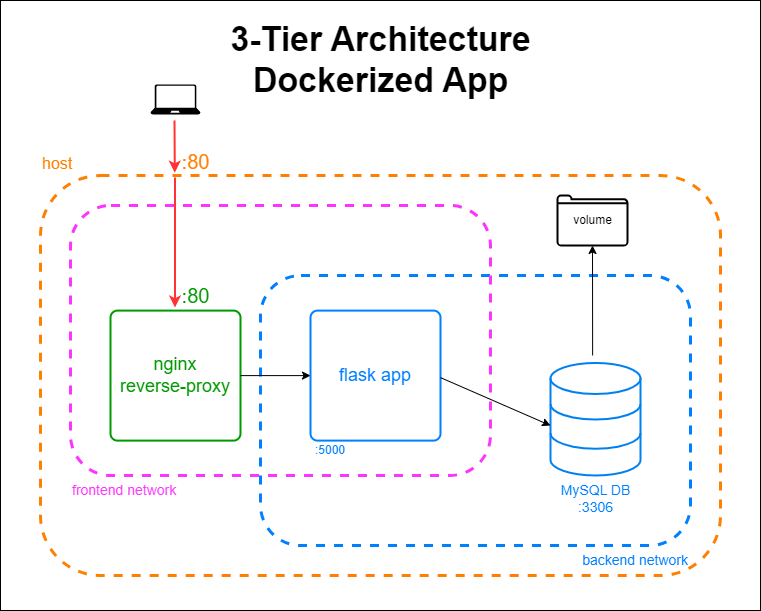 3-Tier Architecture
Dockerized App
host
:80
volume
:80
nginx
reverse-proxy
flask app
:5000
frontend network
MySQL DB
:3306
backend network